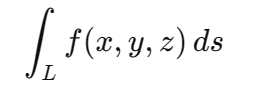 ∫_L f(x, y, z) ds